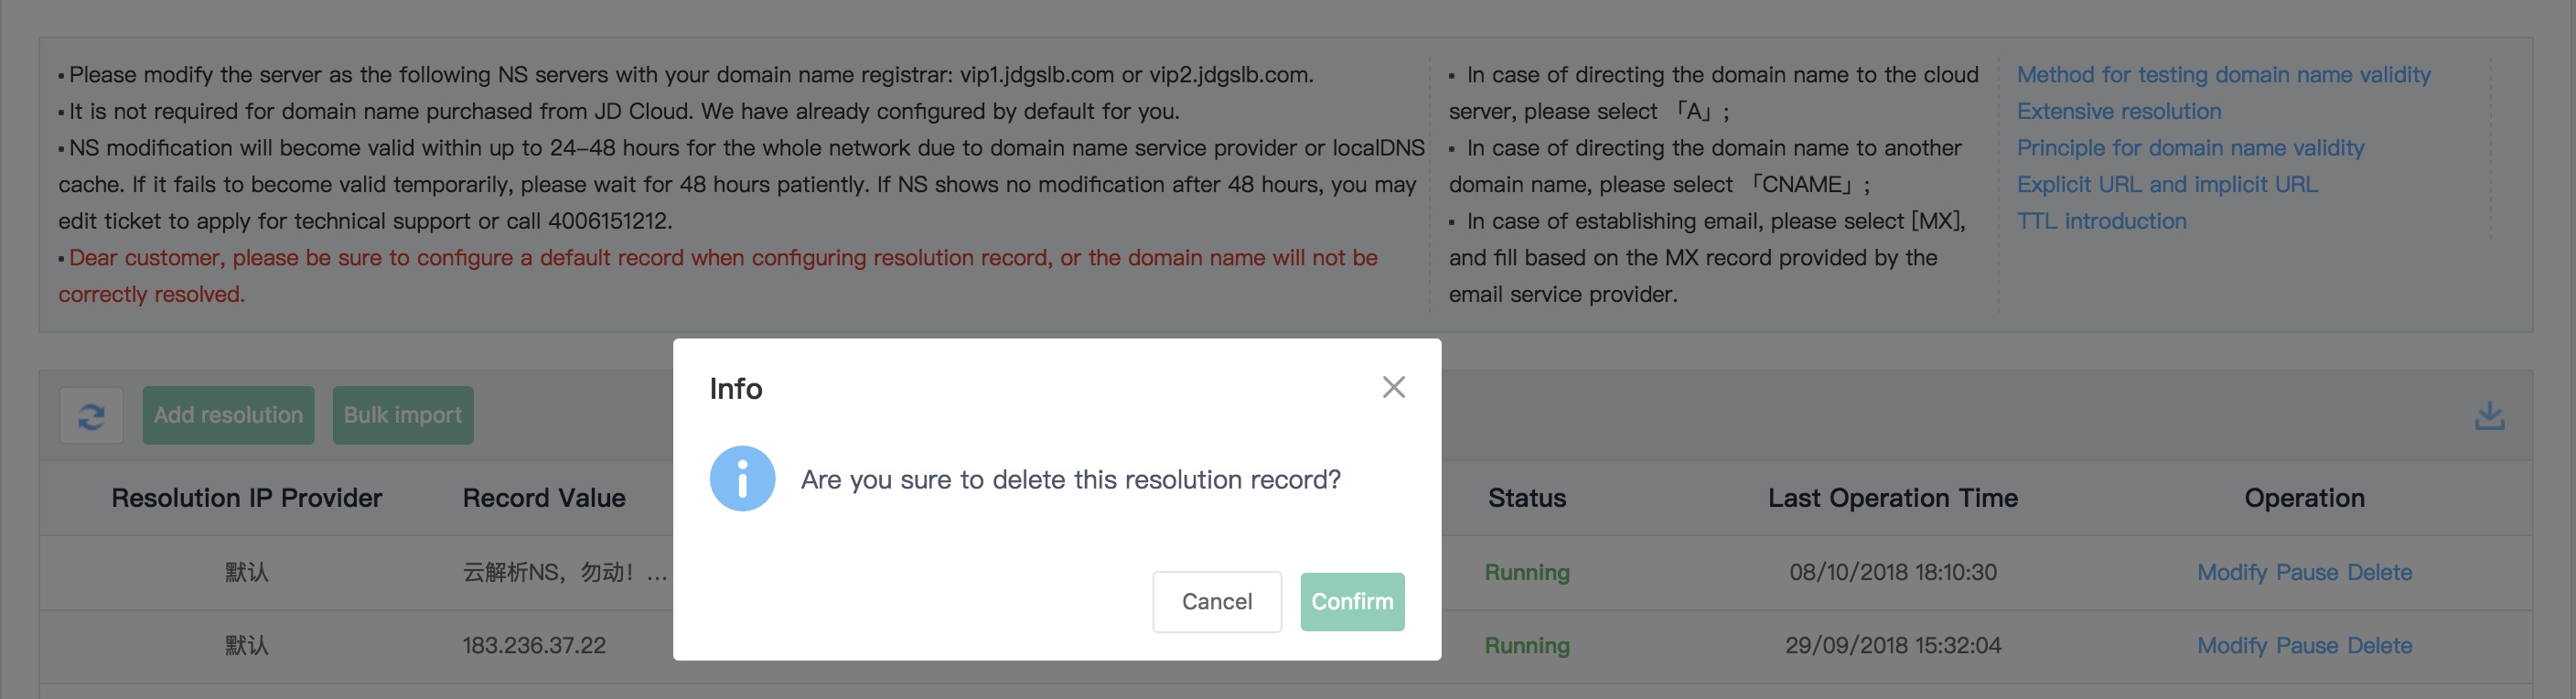 ▪ Please modify the server as the following NS servers with your domain name registrar: vip1.jdgslb.com or vip2.jdgslb.com.
▪ It is not required for domain name purchased from JD Cloud. We have already configured by default for you.
▪ NS modification will become valid within up to 24-48 hours for the whole network due to domain name service provider or localDNS
cache. If it fails to become valid temporarily, please wait for 48 hours patiently. If NS shows no modification after 48 hours, you may
edit ticket to apply for technical support or call 4006151212.
▪ Dear customer, please be sure to configure a default record when configuring resolution record, or the domain name will not be
correctly resolved.
▪ In case of directing the domain name to the cloud
server, please select 「A」;
▪ In case of directing the domain name to another
domain name, please select 「CNAME」;
▪ In case of establishing email, please select [MX],
and fill based on the MX record provided by the
email service provider.
Method for testing domain name validity
Extensive resolution
Principle for domain name validity
Explicit URL and implicit URL
TTL introduction
Add resolution Bulk import
Info
Are you sure to delete this resolution record?
Cancel Confirm
Resolution IP Provider Record Value Status Last Operation Time Operation
默认 云解析NS，勿动！... Running 08/10/2018 18:10:30 Modify Pause Delete
默认 183.236.37.22 Running 29/09/2018 15:32:04 Modify Pause Delete